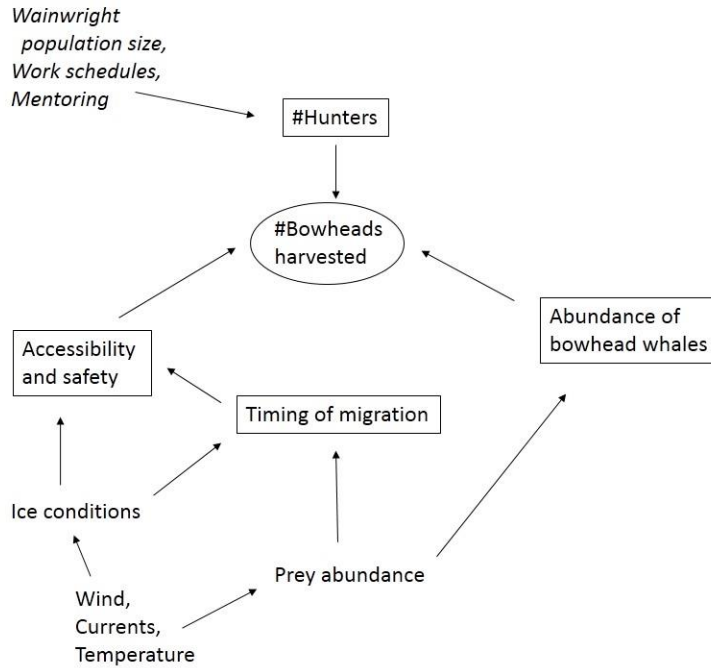 Wainwright
population size,
Work schedules,
Mentoring
#Hunters
#Bowheads
harvested
Abundance of
bowhead whales
Accessibility
and safety
Timing of migration
Ice conditions
Prey abundance
Wind,
Currents,
Temperature